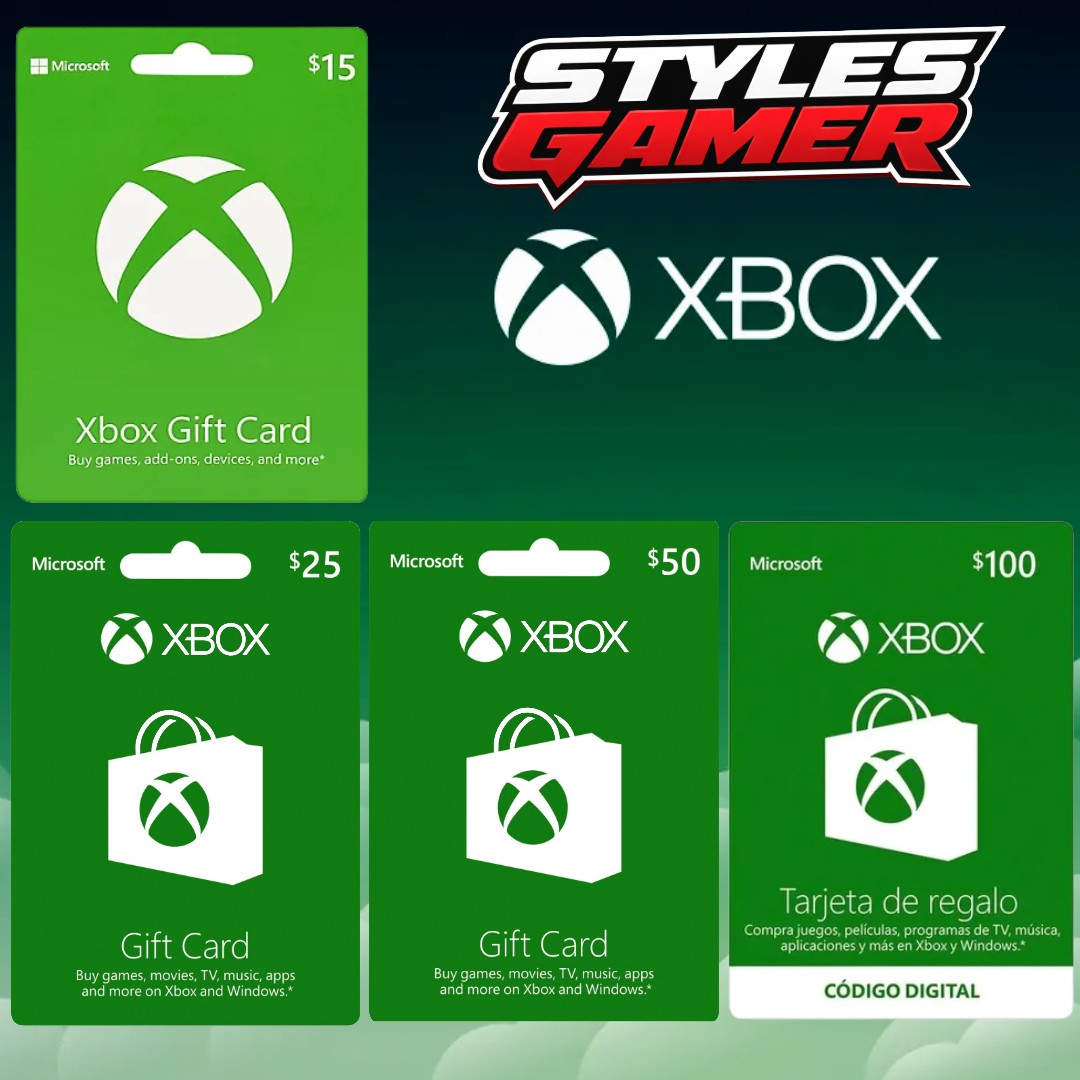 Microsoft
$15
STYLES
GAMER
XBOX
Xbox Gift Card
Buy games, add-ons, devices, and more*
Microsoft
$25
XBOX
Gift Card
Buy games, movies, TV, music, apps
and more on Xbox and Windows.*
Microsoft
$50
XBOX
Gift Card
Buy games, movies, TV, music, apps
and more on Xbox and Windows.*
Microsoft
$100
XBOX
Tarjeta de regalo
Compra juegos, películas, programas de TV, música,
aplicaciones y más en Xbox y Windows.*
CÓDIGO DIGITAL